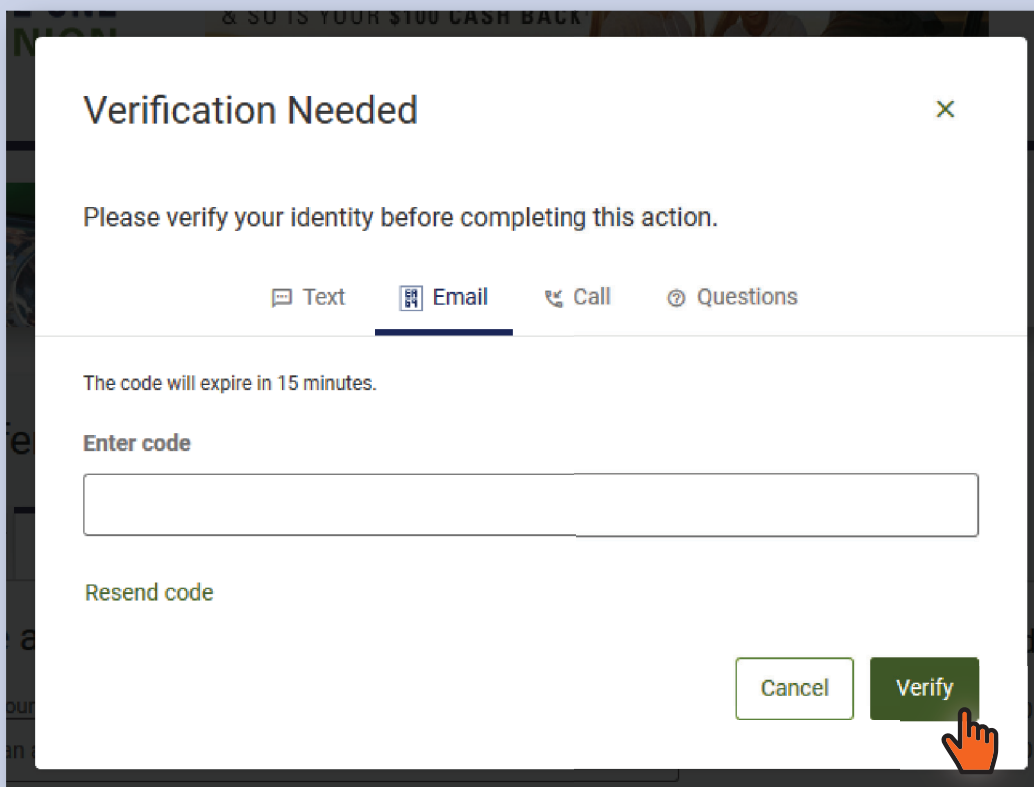 & SO IS YOUR $100 CASH BACK
Verification Needed
Please verify your identity before completing this action.
Text Email Call Questions
The code will expire in 15 minutes.
Enter code
Resend code
Cancel Verify